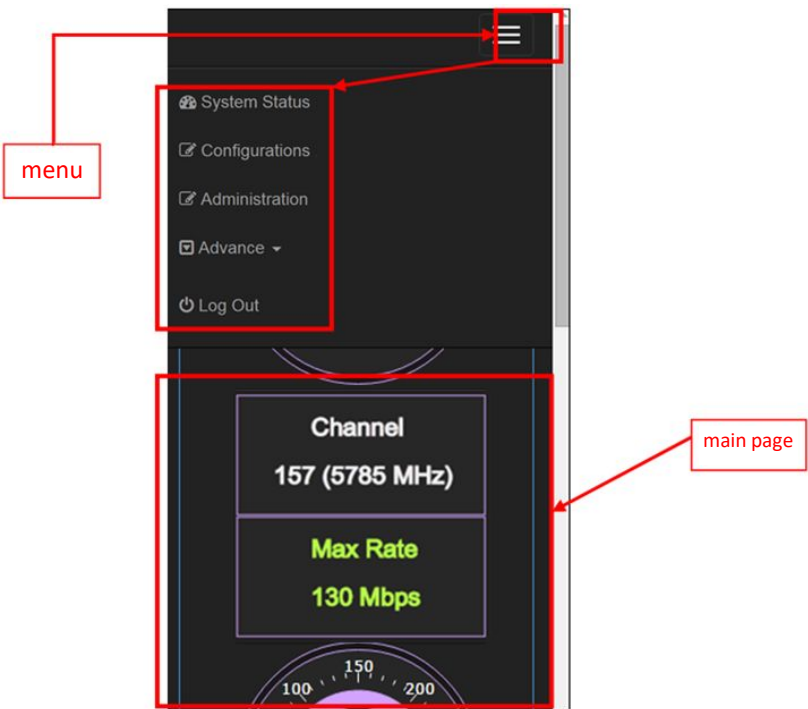 menu
System Status
Configurations
Administration
Advance
Log Out
Channel
157 (5785 MHz)
Max Rate
130 Mbps
main page
150
100 200